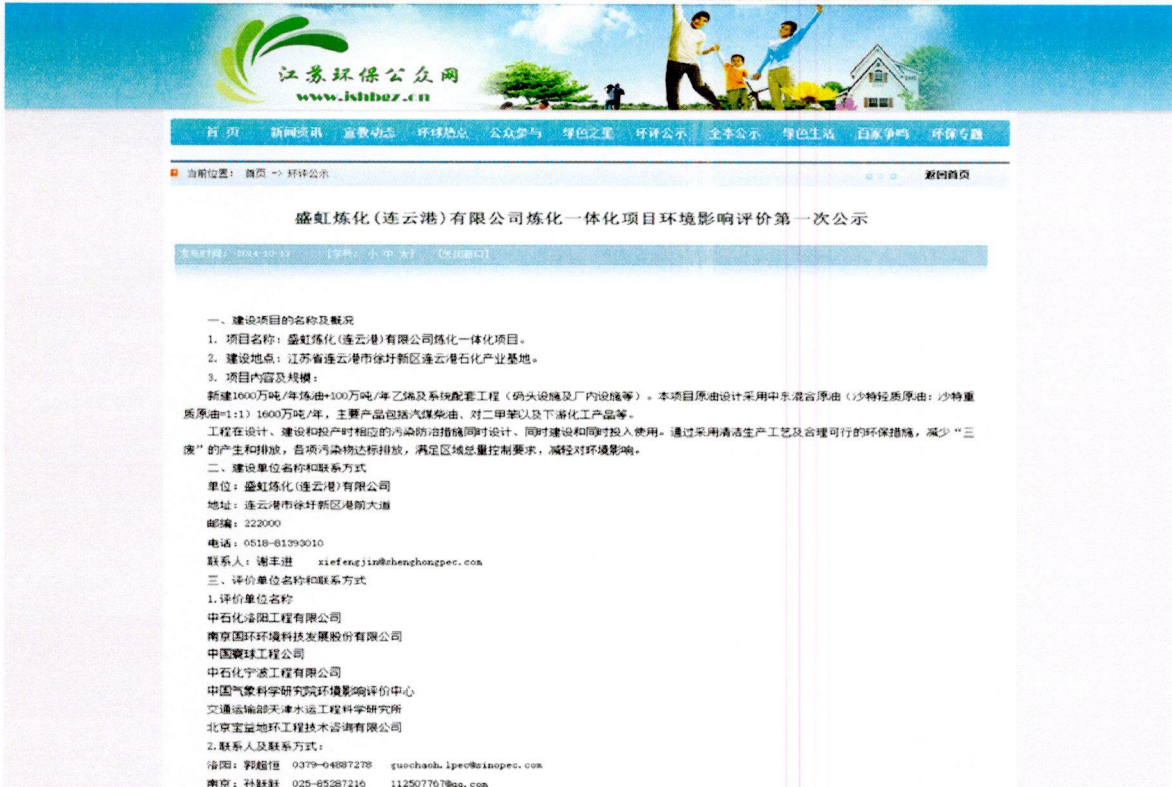 江苏环保公众网
www.jshbgz.cn
首 页 新闻资讯 宣教动态 环球热点 公众参与 绿色之星 环评公示 全本公示 绿色生活 百家争鸣 环保专题
当前位置: 首页 -> 环评公示 返回首页
盛虹炼化(连云港)有限公司炼化一体化项目环境影响评价第一次公示
发布时间: 2014-10-13 [字体: 小 中 大] [关闭窗口]
一、建设项目的名称及概况
1. 项目名称: 盛虹炼化(连云港)有限公司炼化一体化项目。
2. 建设地点: 江苏省连云港市徐圩新区连云港石化产业基地。
3. 项目内容及规模:
新建1600万吨/年炼油+100万吨/年乙烯及系统配套工程(码头设施及厂内设施等)。本项目原油设计采用中东混合原油(沙特轻质原油: 沙特重
质原油=1:1) 1600万吨/年, 主要产品包括汽煤柴油、对二甲苯以及下游化工产品等。
工程在设计、建设和投产时相应的污染防治措施同时设计、同时建设和同时投入使用。通过采用清洁生产工艺及合理可行的环保措施, 减少“三
废”的产生和排放, 各项污染物达标排放, 满足区域总量控制要求, 减轻对环境影响。
二、建设单位名称和联系方式
单位: 盛虹炼化(连云港)有限公司
地址: 连云港市徐圩新区港前大道
邮编: 222000
电话: 0518-81393010
联系人: 谢丰进 xiefengjin@shenghongpec.com
三、评价单位名称和联系方式
1.评价单位名称
中石化洛阳工程有限公司
南京国环环境科技发展股份有限公司
中国寰球工程公司
中石化宁波工程有限公司
中国气象科学研究院环境影响评价中心
交通运输部天津水运工程科学研究所
北京宝益地环工程技术咨询有限公司
2.联系人及联系方式:
洛阳: 郭超恒 0379-64887278 guochaoh.lpec@sinopec.com
南京: 孙跃跃 025-85287216 112507767@qq.com